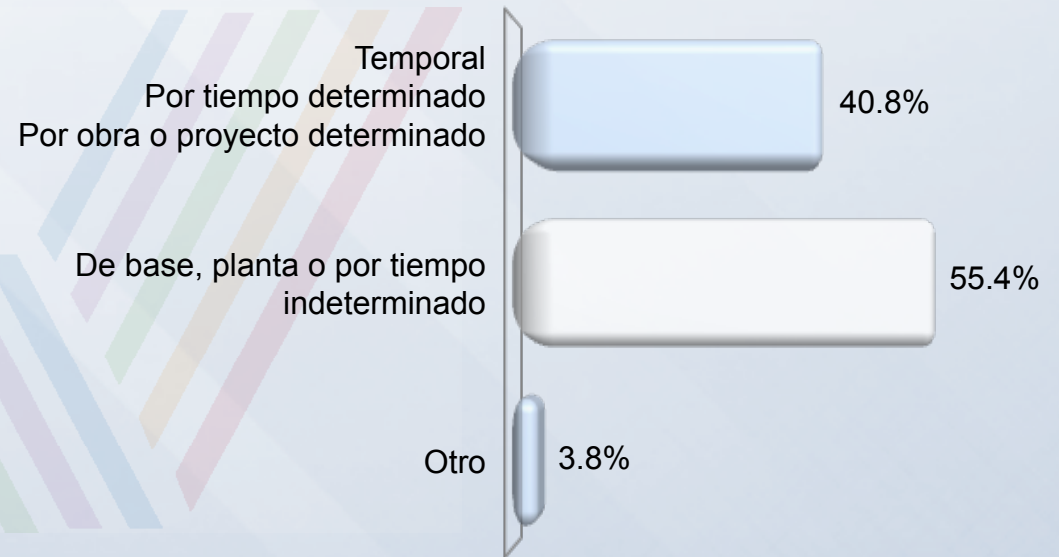 Temporal
Por tiempo determinado
Por obra o proyecto determinado
40.8%
De base, planta o por tiempo
indeterminado
55.4%
Otro
3.8%